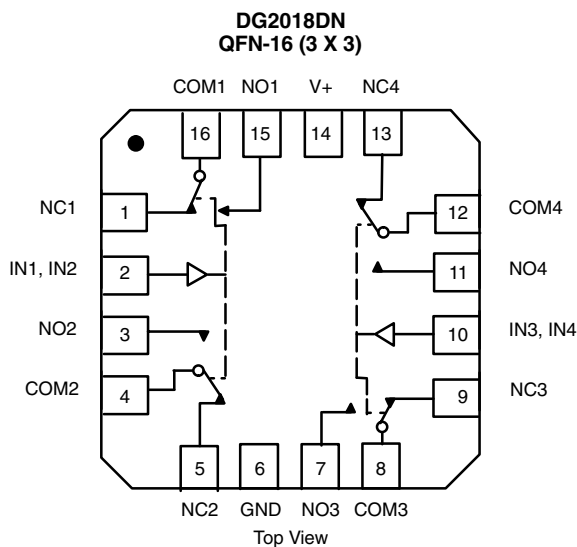 DG2018DN
QFN-16 (3 X 3)
COM1 NO1 V+ NC4
16 15 14 13
NC1 1 12 COM4
IN1, IN2 2 11 NO4
NO2 3 10 IN3, IN4
COM2 4 9 NC3
5 6 7 8
NC2 GND NO3 COM3
Top View